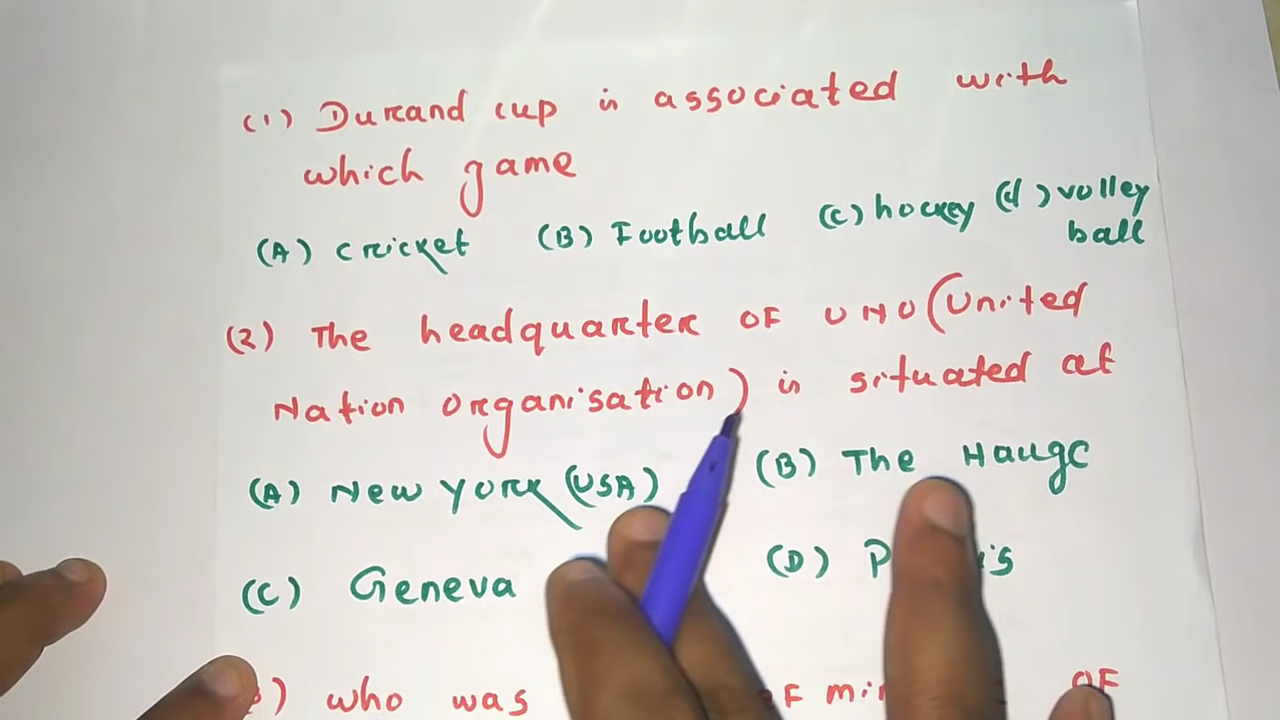 (1) Durand cup is associated with
which game
(A) cricket (B) Football (C) hockey (d) volley
ball
(2) The headquarter OF UNO (United
Nation Organisation) is situated at
(A) New York (USA) (B) The Hauge
(C) Geneva (D)
) who was OF